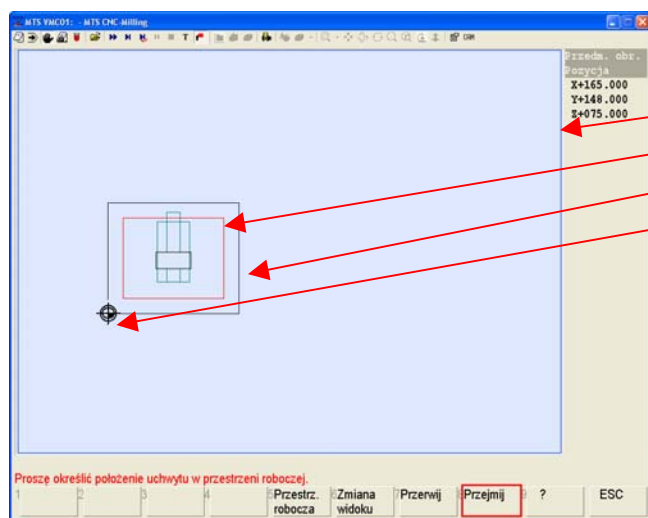 MTS VMC01: - MTS CNC-Milling
T
Przedm. obr.
Pozycja
X+165.000
Y+148.000
Z+075.000
Proszę określić położenie uchwytu w przestrzeni roboczej.
1 2 3 4 5 Przestrz. robocza 6 Zmiana widoku 7 Przerwij 8 Przejmij 9 ? ESC